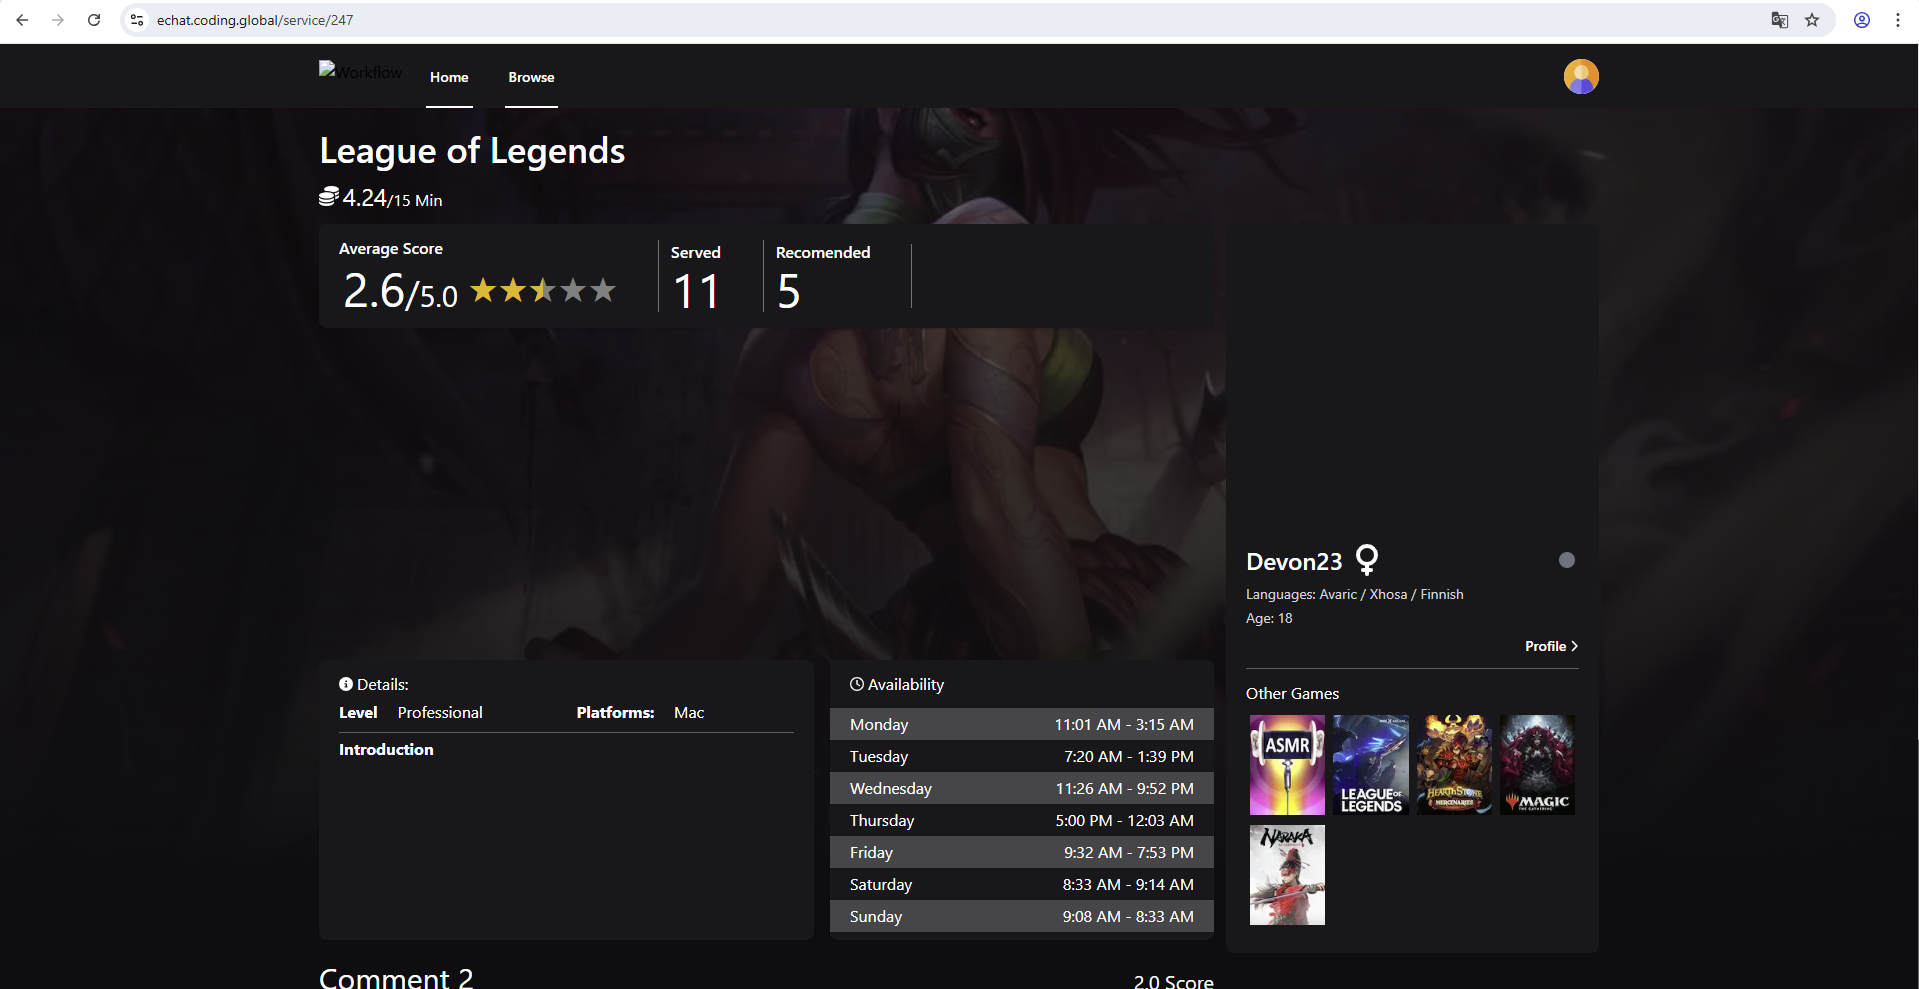 echat.coding.global/service/247
Workflow
Home
Browse
League of Legends
4.24/15 Min
Average Score
2.6/5.0
Served
11
Recomended
5
Devon23
Languages: Avaric / Xhosa / Finnish
Age: 18
Profile
Details:
Level Professional Platforms: Mac
Introduction
Availability
Monday 11:01 AM - 3:15 AM
Tuesday 7:20 AM - 1:39 PM
Wednesday 11:26 AM - 9:52 PM
Thursday 5:00 PM - 12:03 AM
Friday 9:32 AM - 7:53 PM
Saturday 8:33 AM - 9:14 AM
Sunday 9:08 AM - 8:33 AM
Other Games
ASMR
LEAGUE OF
LEGENDS
HEARTHSTONE
MERCENARIES
MAGIC
THE GATHERING
NARAKA
Comment 2
2.0 Score